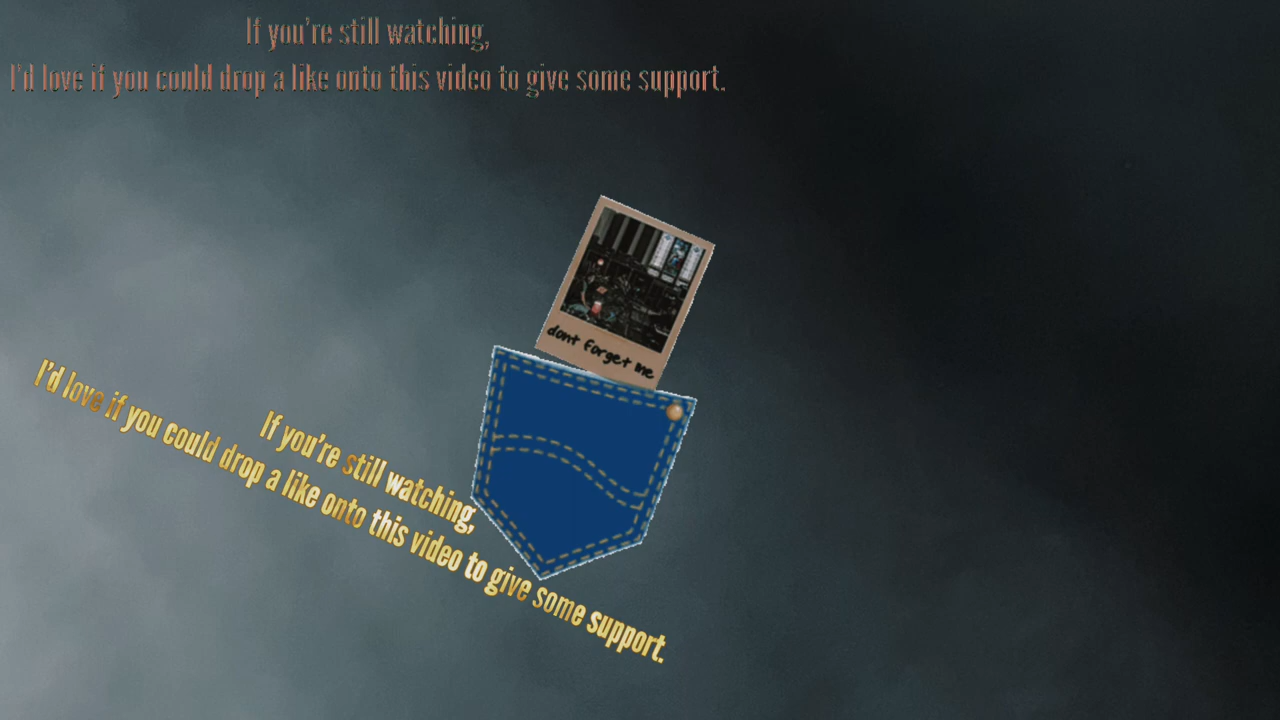 If you're still watching,
I'd love if you could drop a like onto this video to give some support.
dont forget me
If you're still watching,
I'd love if you could drop a like onto this video to give some support.